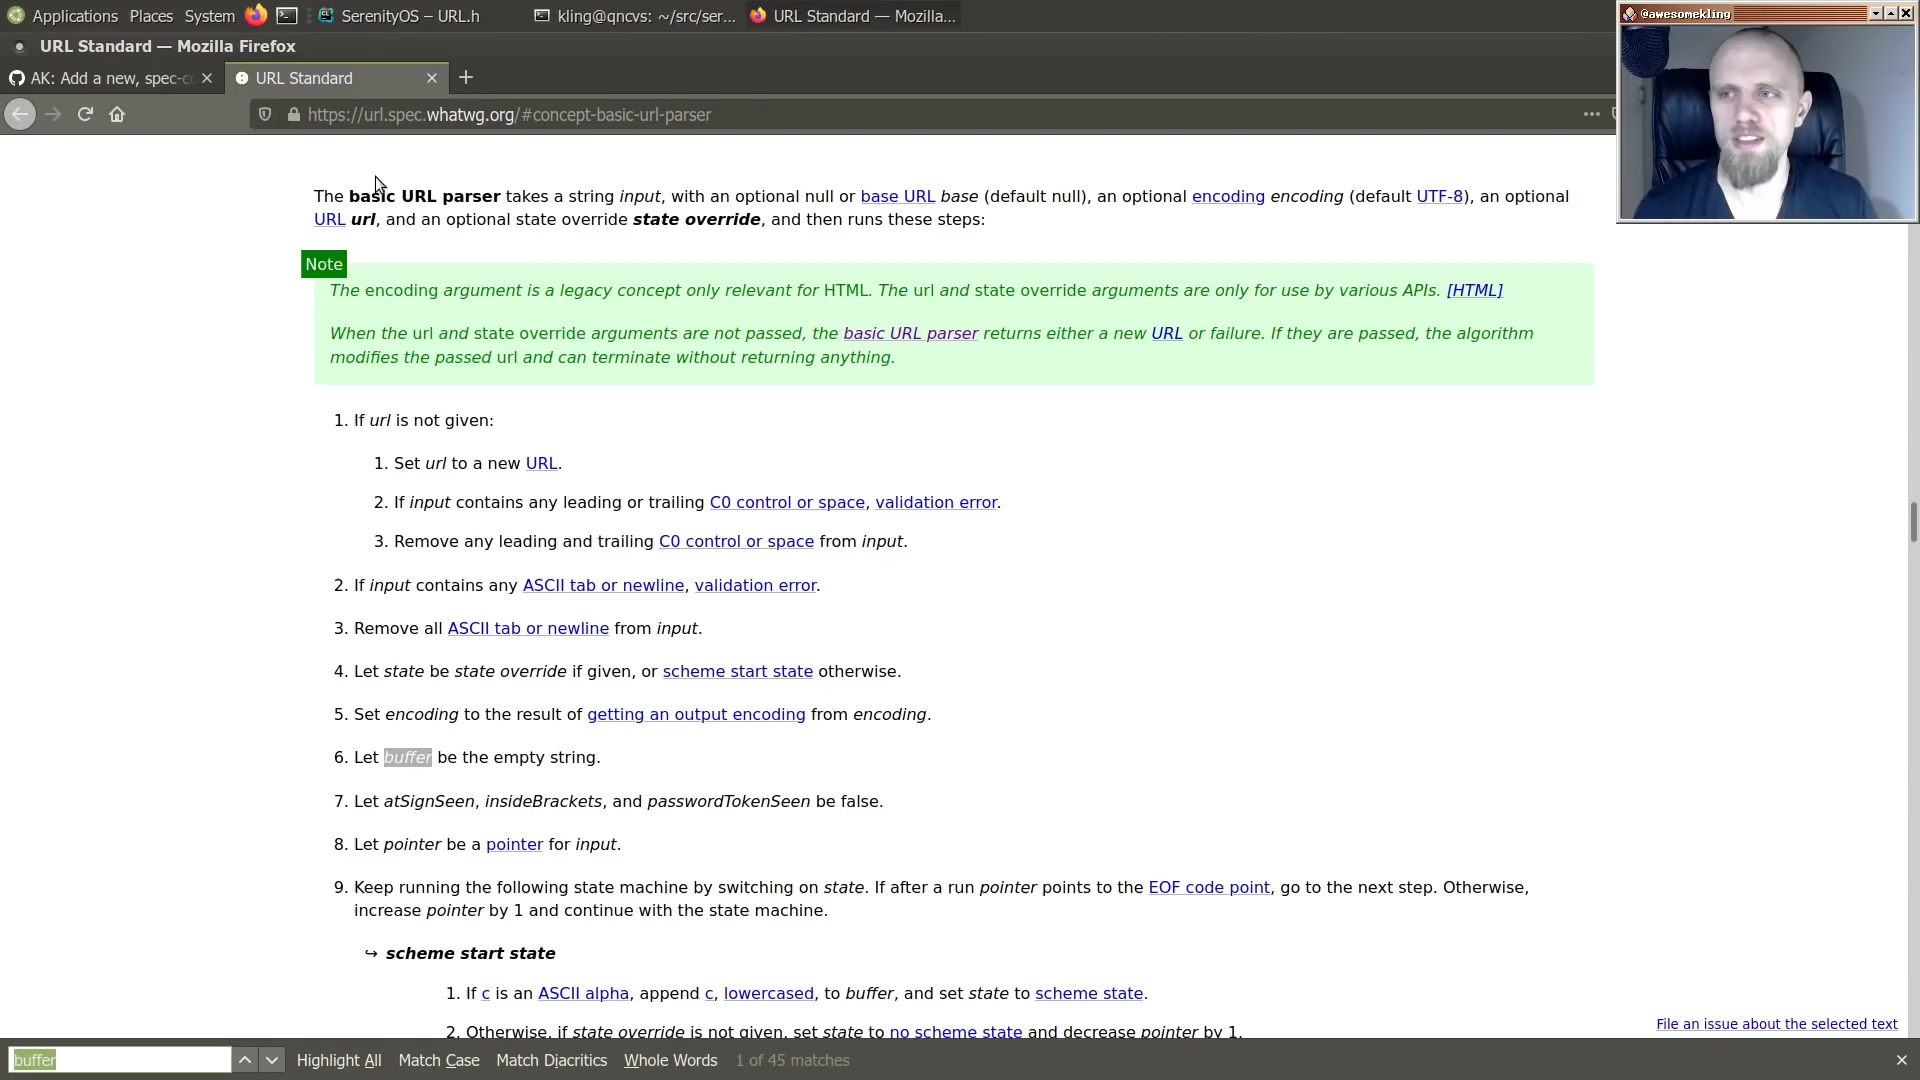 Applications Places System SerenityOS – URL.h kling@qncvs: ~/src/ser... URL Standard — Mozilla...
@awesomekling
URL Standard — Mozilla Firefox
AK: Add a new, spec-c URL Standard
https://url.spec.whatwg.org/#concept-basic-url-parser
The basic URL parser takes a string input, with an optional null or base URL base (default null), an optional encoding encoding (default UTF-8), an optional
URL url, and an optional state override state override, and then runs these steps:
Note
The encoding argument is a legacy concept only relevant for HTML. The url and state override arguments are only for use by various APIs. [HTML]
When the url and state override arguments are not passed, the basic URL parser returns either a new URL or failure. If they are passed, the algorithm
modifies the passed url and can terminate without returning anything.
1. If url is not given:
1. Set url to a new URL.
2. If input contains any leading or trailing C0 control or space, validation error.
3. Remove any leading and trailing C0 control or space from input.
2. If input contains any ASCII tab or newline, validation error.
3. Remove all ASCII tab or newline from input.
4. Let state be state override if given, or scheme start state otherwise.
5. Set encoding to the result of getting an output encoding from encoding.
6. Let buffer be the empty string.
7. Let atSignSeen, insideBrackets, and passwordTokenSeen be false.
8. Let pointer be a pointer for input.
9. Keep running the following state machine by switching on state. If after a run pointer points to the EOF code point, go to the next step. Otherwise,
increase pointer by 1 and continue with the state machine.
↪ scheme start state
1. If c is an ASCII alpha, append c, lowercased, to buffer, and set state to scheme state.
2. Otherwise, if state override is not given, set state to no scheme state and decrease pointer by 1.
File an issue about the selected text
buffer Highlight All Match Case Match Diacritics Whole Words 1 of 45 matches